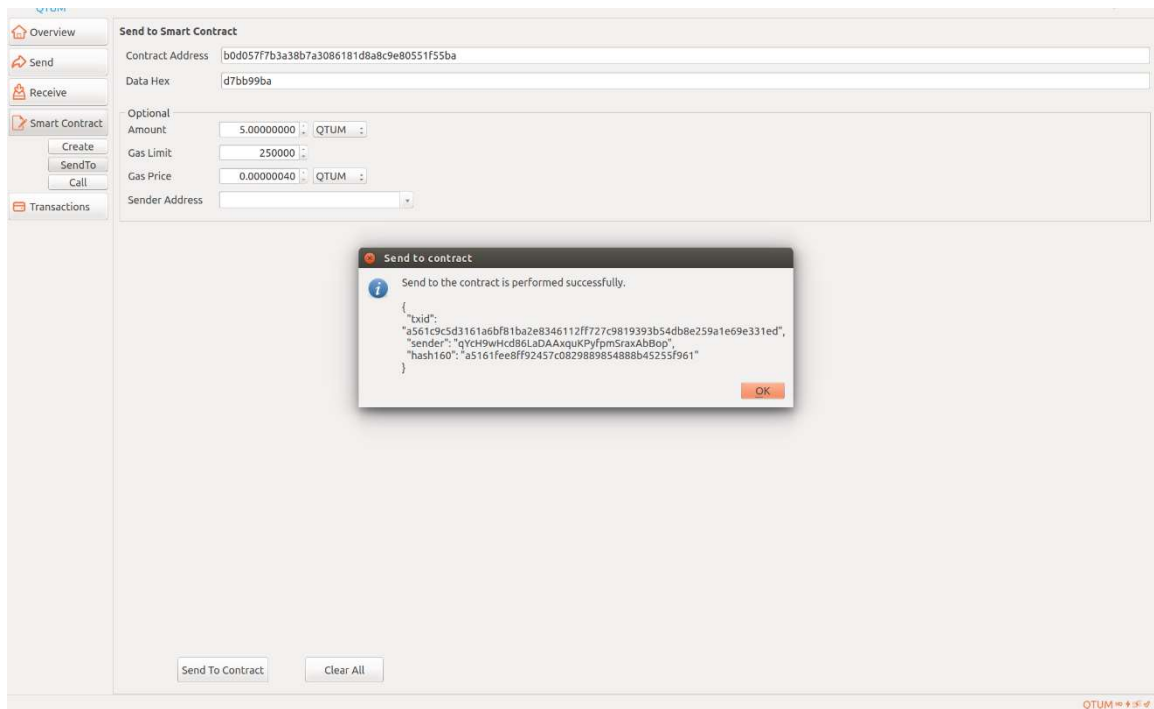 QTUM
Overview
Send
Receive
Smart Contract
Create
SendTo
Call
Transactions
Send to Smart Contract
Contract Address b0d057f7b3a38b7a3086181d8a8c9e80551f55ba
Data Hex d7bb99ba
Optional
Amount 5.00000000 QTUM
Gas Limit 250000
Gas Price 0.00000040 QTUM
Sender Address
Send to contract
Send to the contract is performed successfully.
{
"txid":
"a561c9c5d3161a6bf81ba2e8346112ff727c9819393b54db8e259a1e69e331ed",
"sender": "qYcH9wHcd86LaDAAxquKPyfpmSraxAbBop",
"hash160": "a5161fee8ff92457c0829889854888b45255f961"
}
OK
Send To Contract Clear All
QTUM